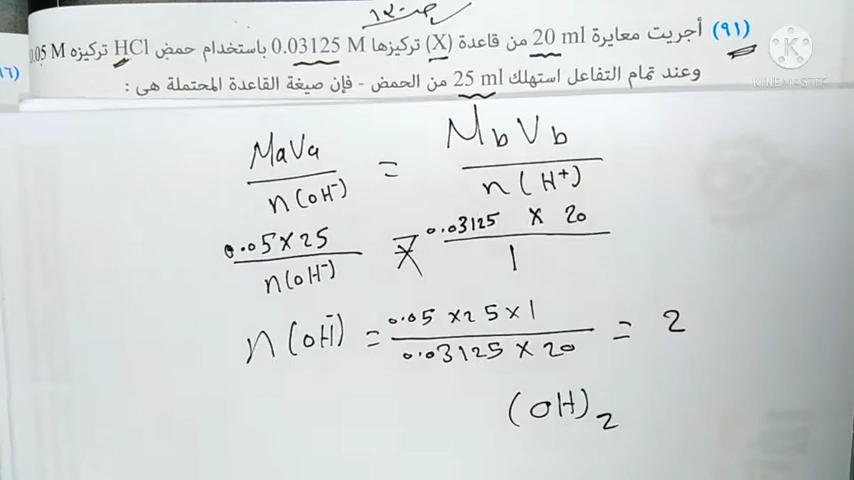 (٩١) أجريت معايرة 20 ml من قاعدة (X) تركيزها 0.03125 M باستخدام حمض HCl تركيزه 0.05 M
وعند تمام التفاعل استهلك 25 ml من الحمض - فإن صيغة القاعدة المحتملة هى :
KINEMASTER
MaVa / n(OH⁻) = MbVb / n(H⁺)
0.05 X 25 / n(OH⁻) = 0.03125 X 20 / 1
n(OH⁻) = 0.05 X 25 X 1 / 0.03125 X 20 = 2
(OH)₂